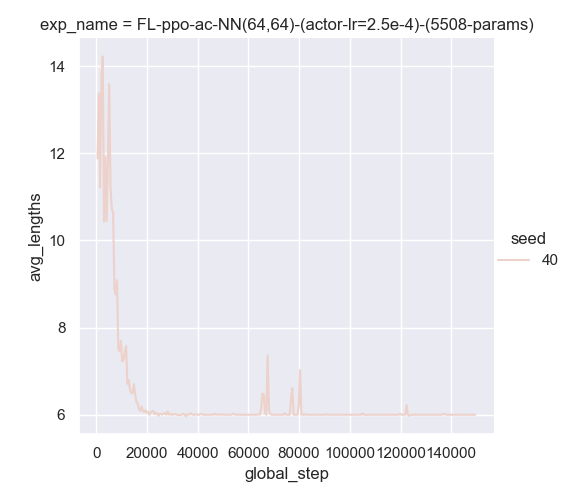 exp_name = FL-ppo-ac-NN(64,64)-(actor-lr=2.5e-4)-(5508-params)
14
12
10
8
6
avg_lengths
seed
40
0 20000 40000 60000 80000 100000 120000 140000
global_step